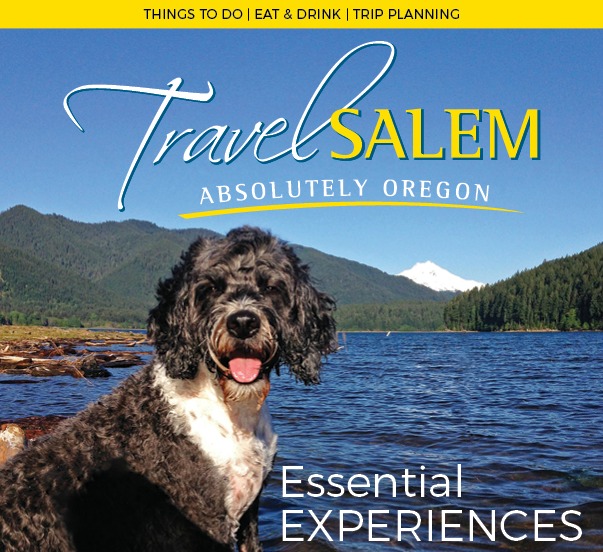 THINGS TO DO | EAT & DRINK | TRIP PLANNING
Travel SALEM
ABSOLUTELY OREGON
Essential
EXPERIENCES